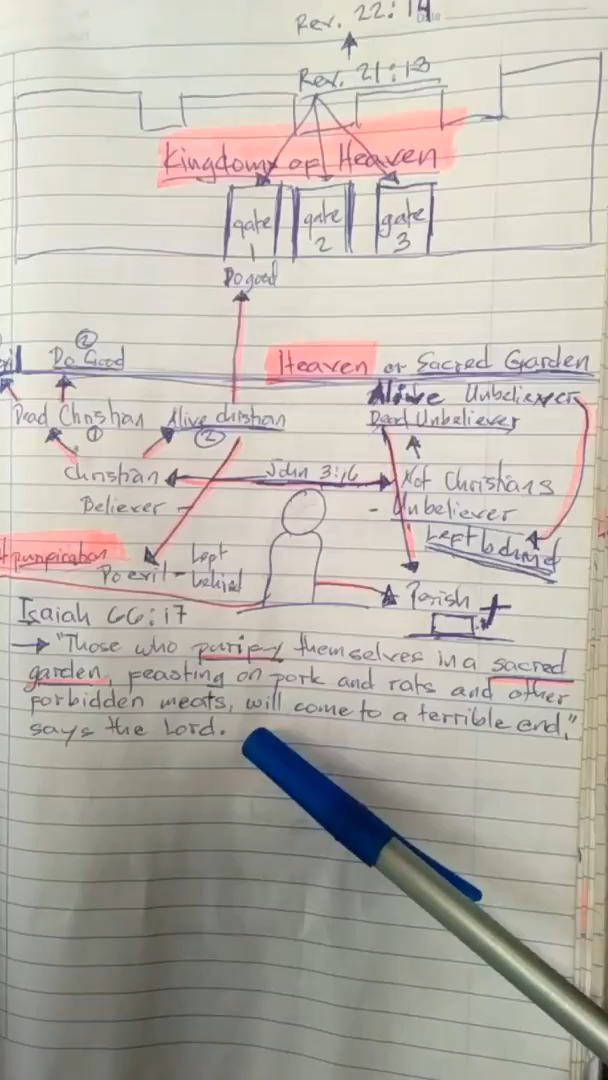 Rev. 22:14
Rev. 21:13
Kingdom of Heaven
gate 1
gate 2
gate 3
Do good
② Do Good
Heaven or Sacred Garden
Alive Unbeliever
Dead Christian ①
Alive christian ②
Dead Unbeliever
Christian
John 3:16
Not Christians
Believer -
- Unbeliever
Left behind
purification
Do evil - Left behind
Perish
Isaiah 66:17
"Those who purify themselves in a sacred
garden, feasting on pork and rats and other
forbidden meats, will come to a terrible end,"
says the Lord.